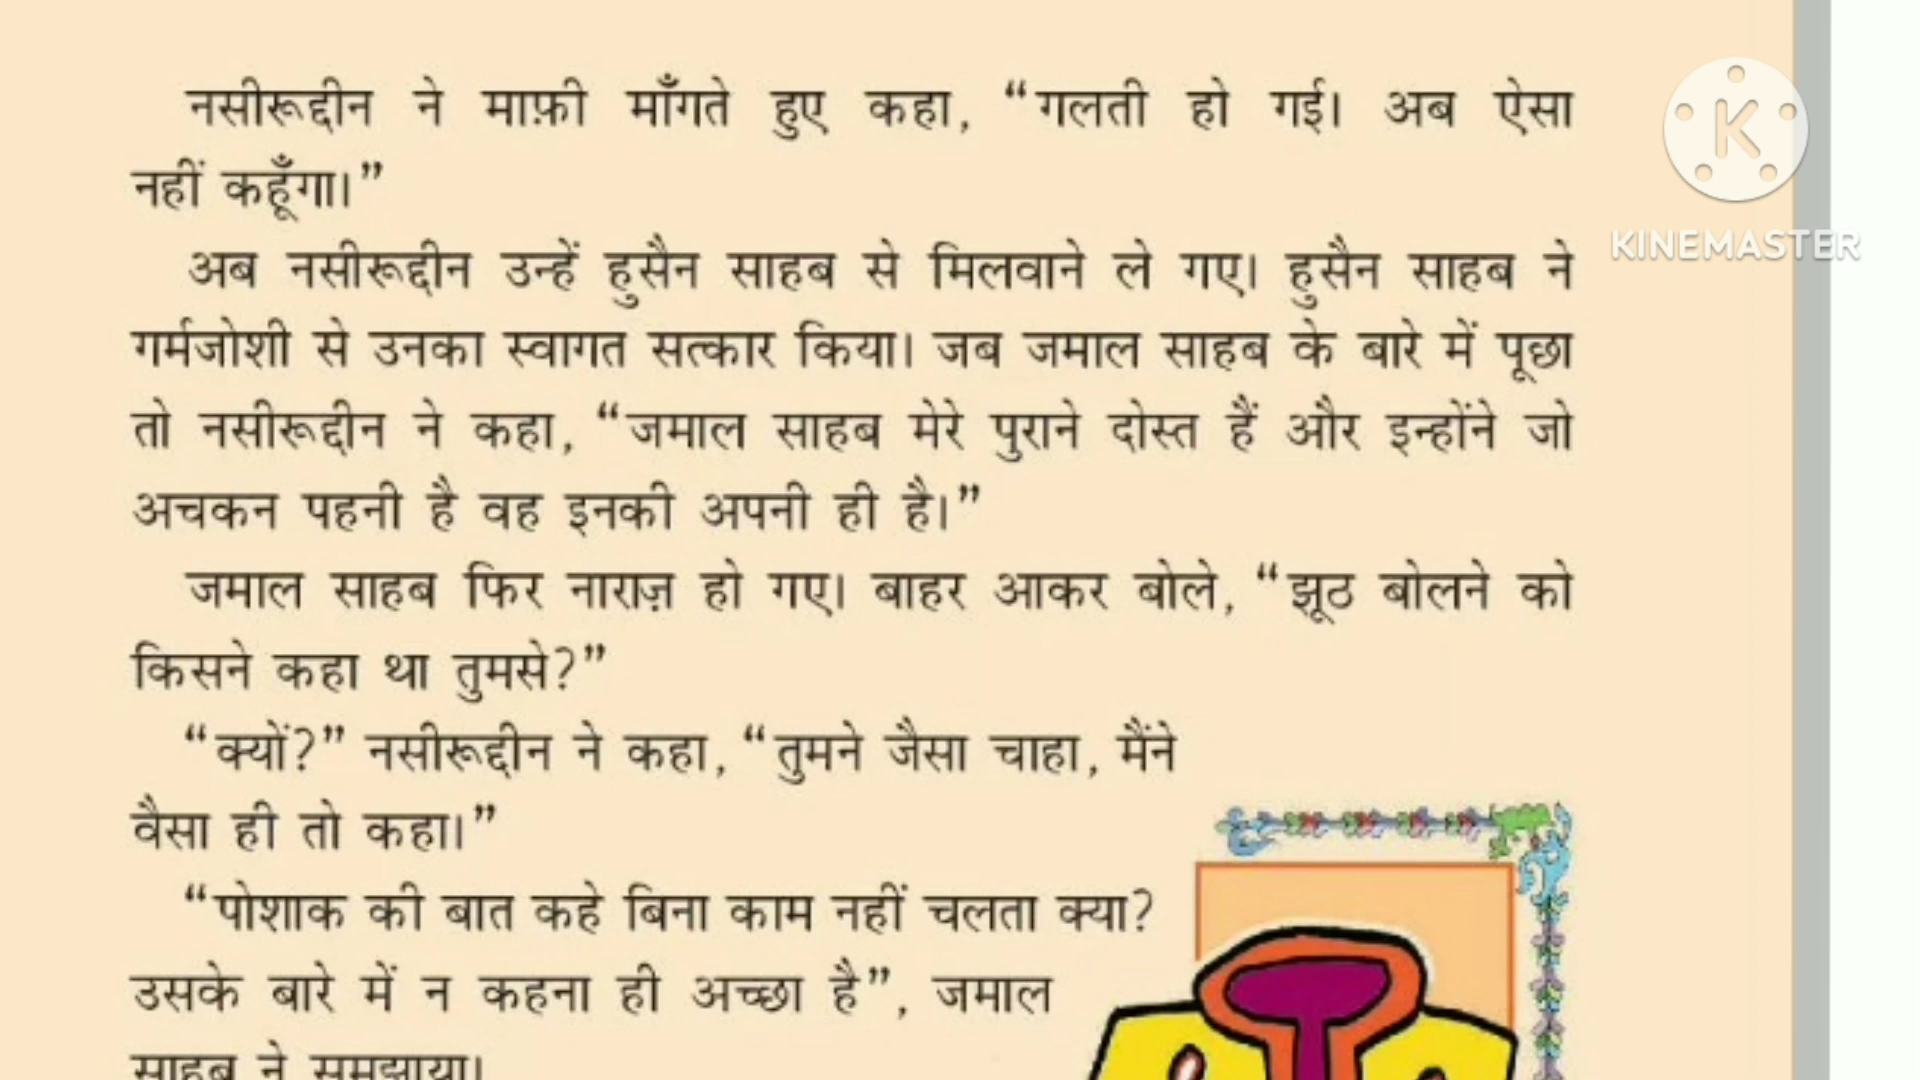 नसीरूद्दीन ने माफ़ी माँगते हुए कहा, “गलती हो गई। अब ऐसा
नहीं कहूँगा।”
अब नसीरूद्दीन उन्हें हुसैन साहब से मिलवाने ले गए। हुसैन साहब ने
गर्मजोशी से उनका स्वागत सत्कार किया। जब जमाल साहब के बारे में पूछा
तो नसीरूद्दीन ने कहा, “जमाल साहब मेरे पुराने दोस्त हैं और इन्होंने जो
अचकन पहनी है वह इनकी अपनी ही है।”
जमाल साहब फिर नाराज़ हो गए। बाहर आकर बोले, “झूठ बोलने को
किसने कहा था तुमसे?”
“क्यों?” नसीरूद्दीन ने कहा, “तुमने जैसा चाहा, मैंने
वैसा ही तो कहा।”
“पोशाक की बात कहे बिना काम नहीं चलता क्या?
उसके बारे में न कहना ही अच्छा है”, जमाल
साहब ने समझाया।
K
KINEMASTER